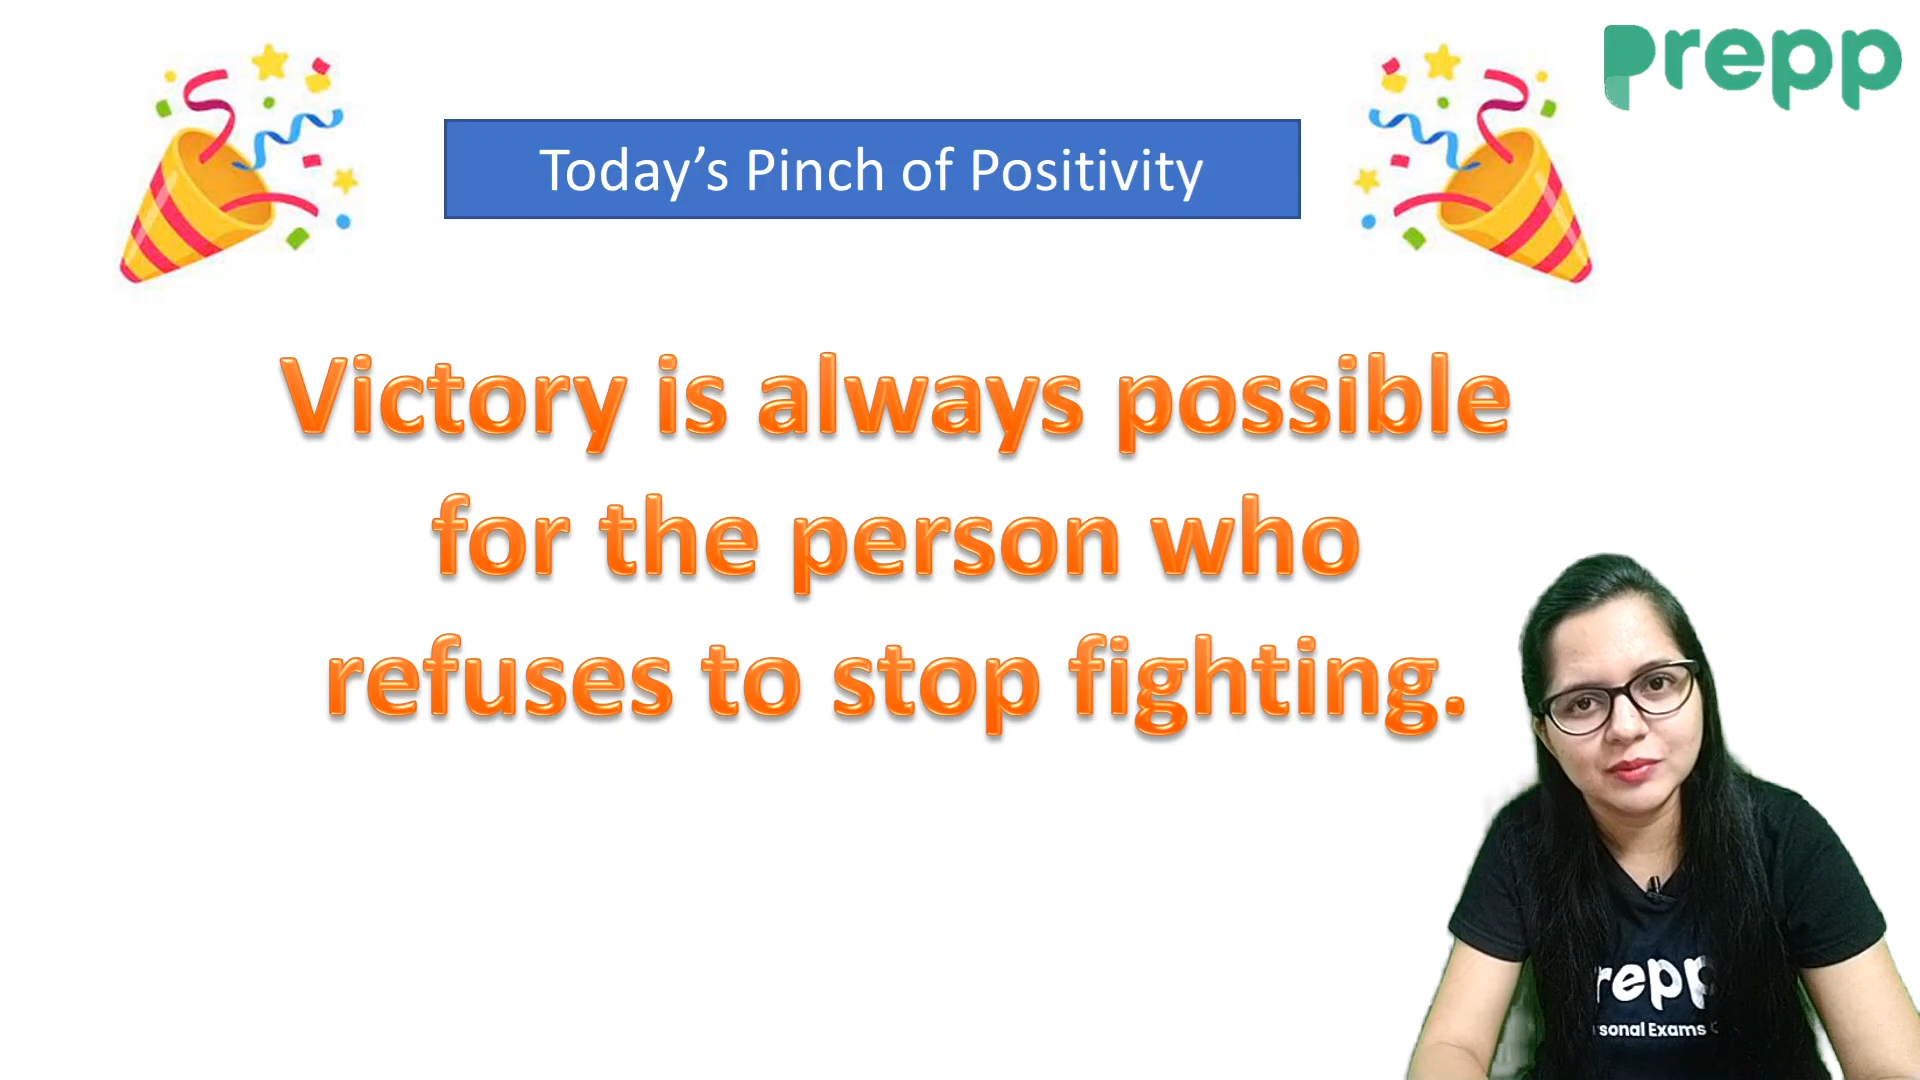 prepp
Today's Pinch of Positivity
Victory is always possible
for the person who
refuses to stop fighting.
repp
sonal Exams